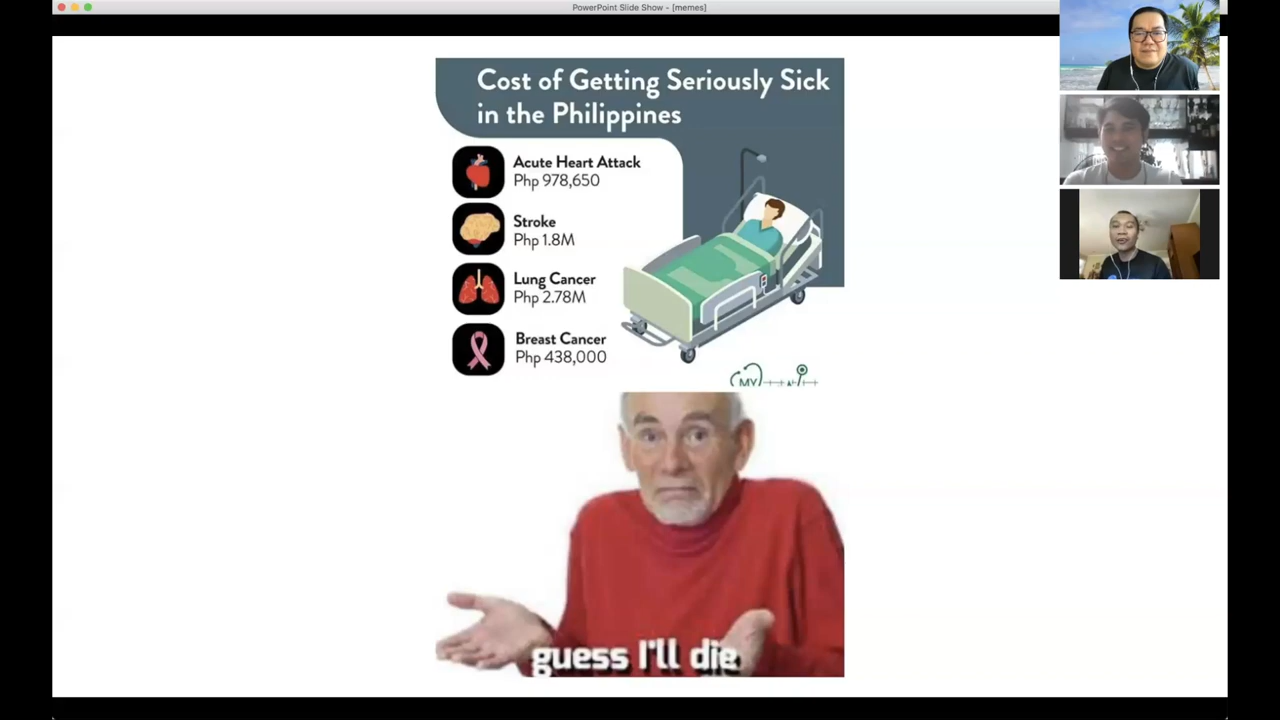 PowerPoint Slide Show - [memes]
Cost of Getting Seriously Sick
in the Philippines
Acute Heart Attack
Php 978,650
Stroke
Php 1.8M
Lung Cancer
Php 2.78M
Breast Cancer
Php 438,000
MV
guess I'll die